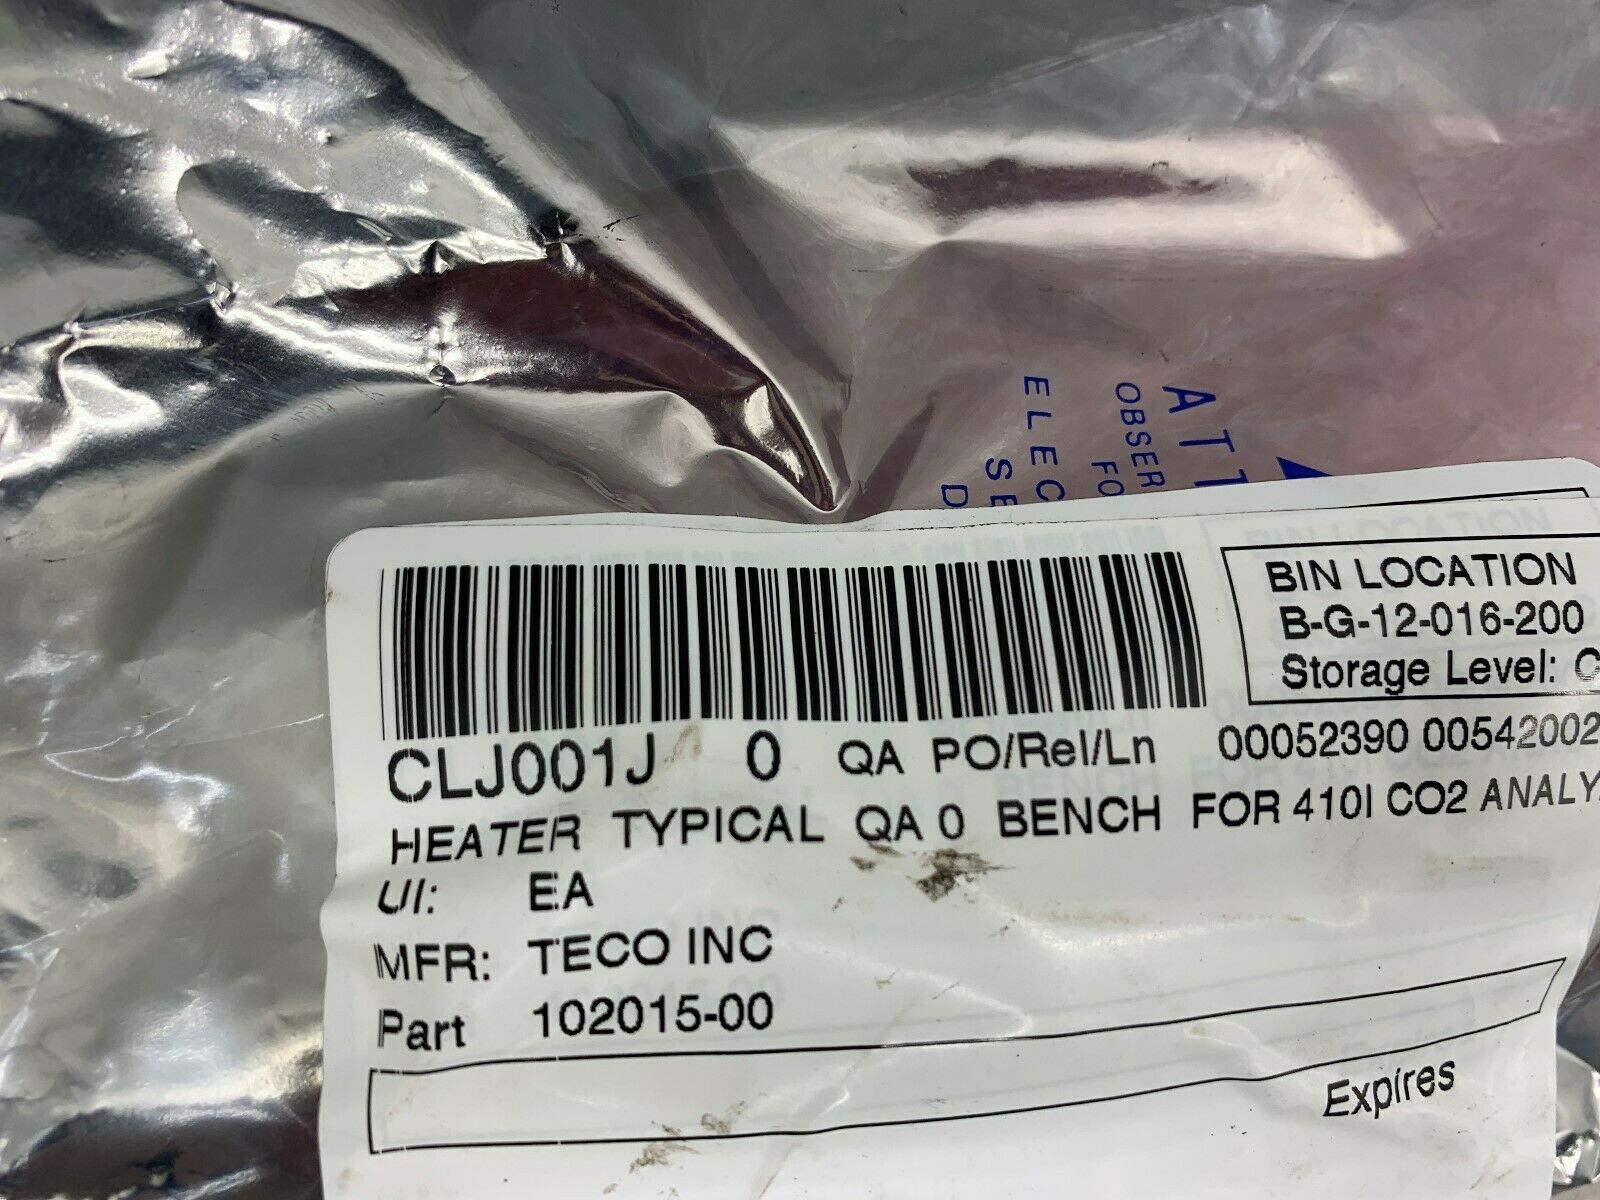 ATT
OBSER
FO
ELEC
SE
D
BIN LOCATION
B-G-12-016-200
Storage Level: C
CLJ001J 0 QA PO/Rel/Ln 00052390 00542002
HEATER TYPICAL QA 0 BENCH FOR 410I CO2 ANALY
UI: EA
MFR: TECO INC
Part 102015-00
Expires